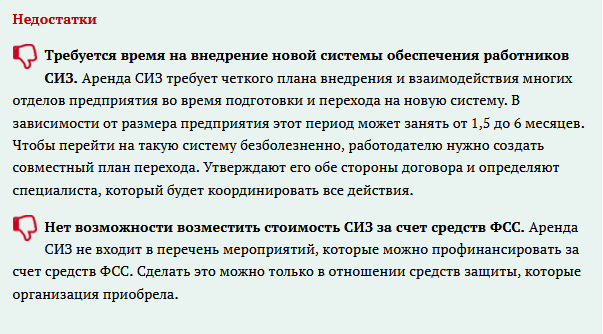 Недостатки
Требуется время на внедрение новой системы обеспечения работников
СИЗ. Аренда СИЗ требует четкого плана внедрения и взаимодействия многих
отделов предприятия во время подготовки и перехода на новую систему. В
зависимости от размера предприятия этот период может занять от 1,5 до 6 месяцев.
Чтобы перейти на такую систему безболезненно, работодателю нужно создать
совместный план перехода. Утверждают его обе стороны договора и определяют
специалиста, который будет координировать все действия.
Нет возможности возместить стоимость СИЗ за счет средств ФСС. Аренда
СИЗ не входит в перечень мероприятий, которые можно профинансировать за
счет средств ФСС. Сделать это можно только в отношении средств защиты, которые
организация приобрела.